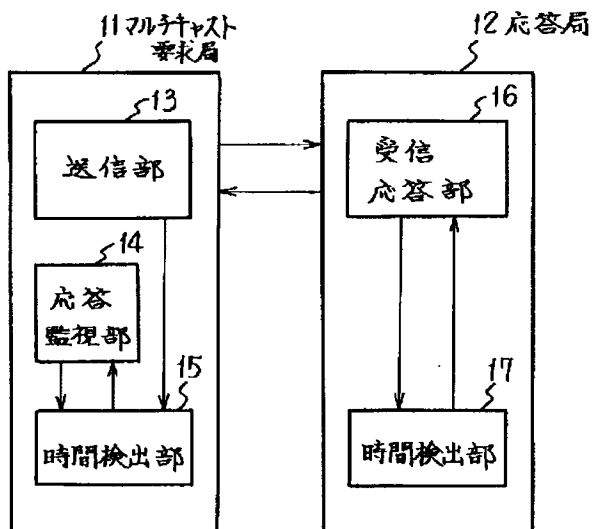 11 マルチキャスト
要求局
12 応答局
13
送信部
14
応答
監視部
15
時間検出部
16
受信
応答部
17
時間検出部